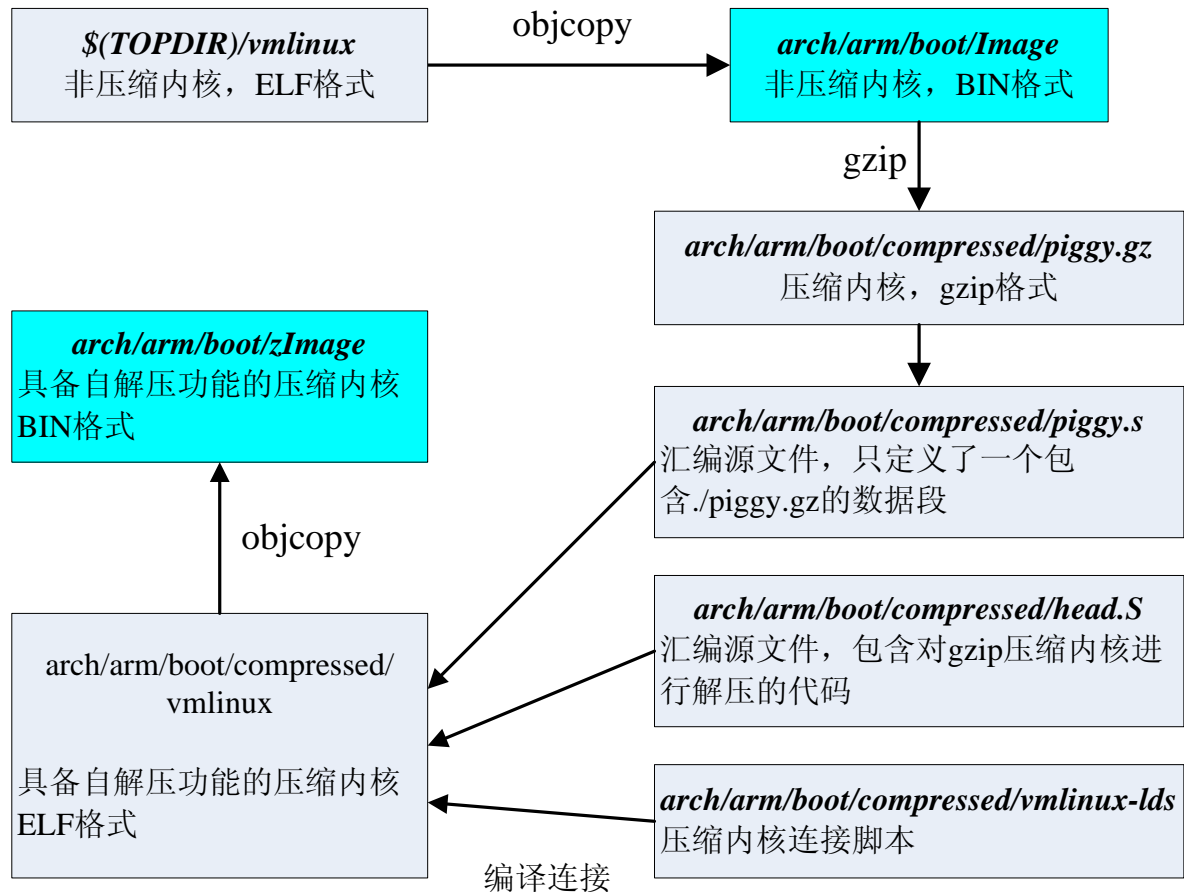 $(TOPDIR)/vmlinux
非压缩内核，ELF格式
objcopy
arch/arm/boot/Image
非压缩内核，BIN格式
gzip
arch/arm/boot/compressed/piggy.gz
压缩内核，gzip格式
arch/arm/boot/zImage
具备自解压功能的压缩内核
BIN格式
arch/arm/boot/compressed/piggy.s
汇编源文件，只定义了一个包
含./piggy.gz的数据段
objcopy
arch/arm/boot/compressed/head.S
汇编源文件，包含对gzip压缩内核进
行解压的代码
arch/arm/boot/compressed/
vmlinux
具备自解压功能的压缩内核
ELF格式
arch/arm/boot/compressed/vmlinux-lds
压缩内核连接脚本
编译连接